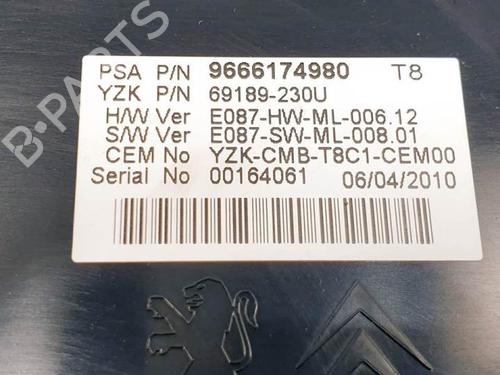 PSA P/N 9666174980 T8
YZK P/N 69189-230U
H/W Ver E087-HW-ML-006.12
S/W Ver E087-SW-ML-008.01
CEM No YZK-CMB-T8C1-CEM00
Serial No 00164061 06/04/2010
B-PARTS